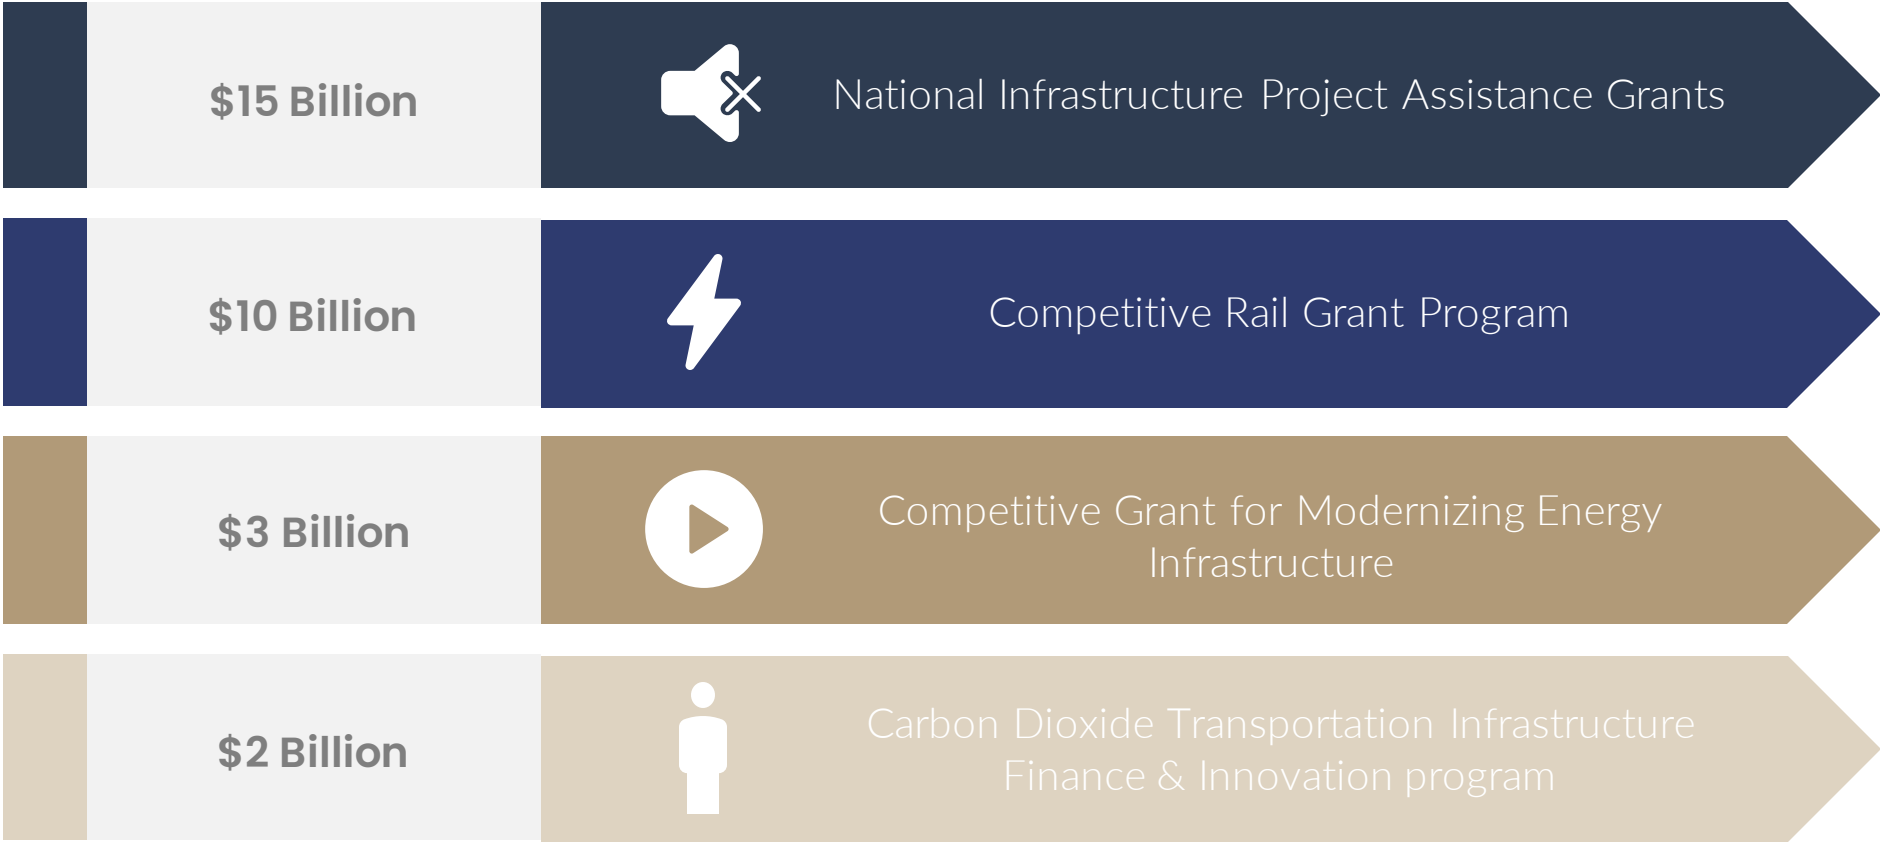 $15 Billion
National Infrastructure Project Assistance Grants
$10 Billion
Competitive Rail Grant Program
$3 Billion
Competitive Grant for Modernizing Energy
Infrastructure
$2 Billion
Carbon Dioxide Transportation Infrastructure
Finance & Innovation program